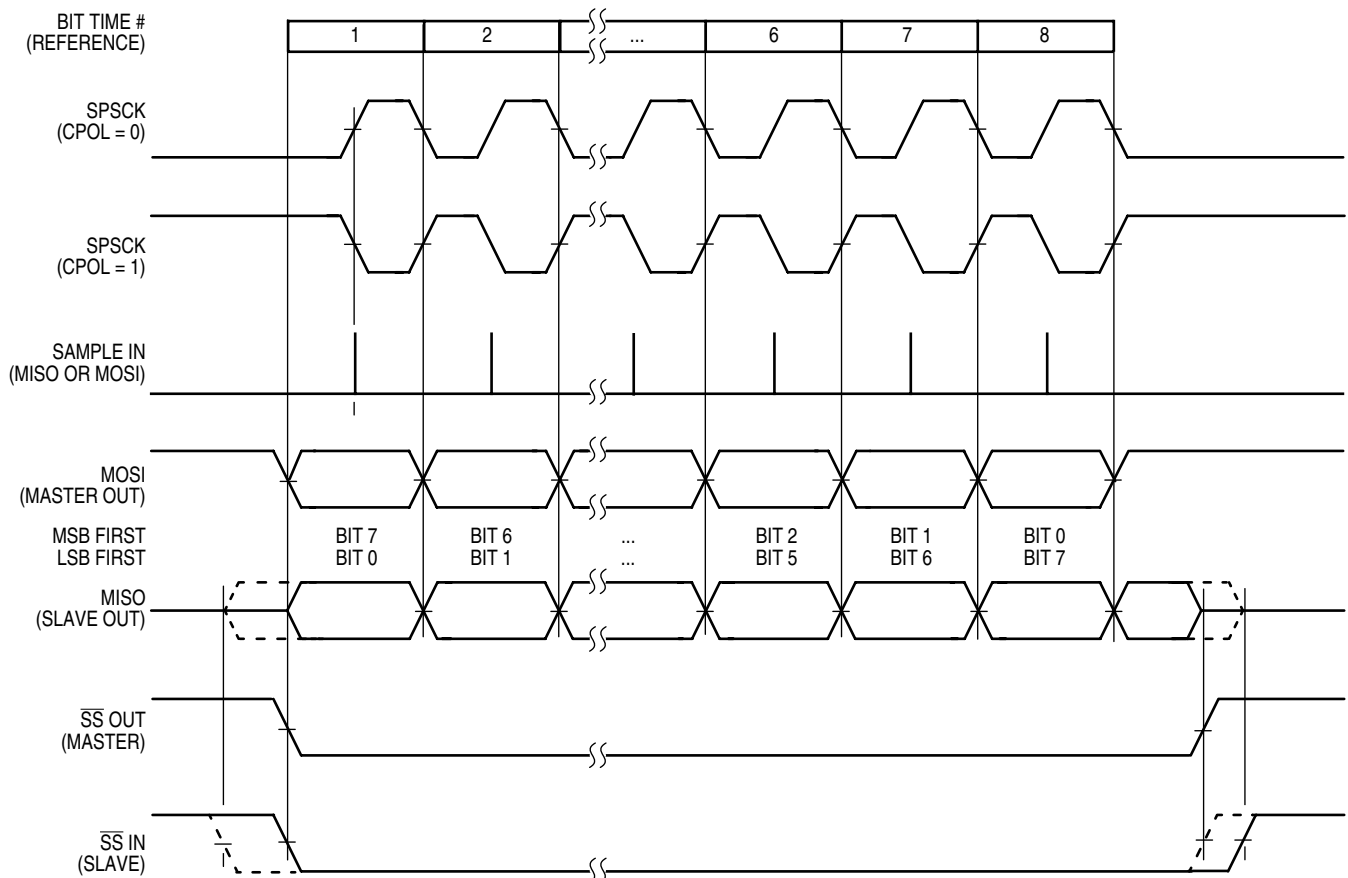 BIT TIME #
(REFERENCE)
1 2 ... 6 7 8
SPSCK
(CPOL = 0)
SPSCK
(CPOL = 1)
SAMPLE IN
(MISO OR MOSI)
MOSI
(MASTER OUT)
MSB FIRST BIT 7 BIT 6 ... BIT 2 BIT 1 BIT 0
LSB FIRST BIT 0 BIT 1 ... BIT 5 BIT 6 BIT 7
MISO
(SLAVE OUT)
S̅S̅ OUT
(MASTER)
S̅S̅ IN
(SLAVE)